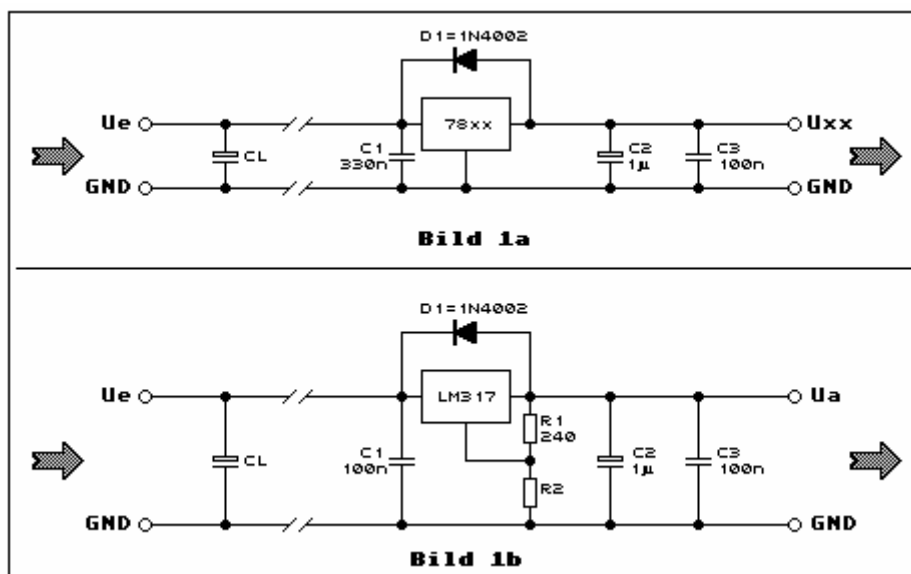 D1=1N4002
Ue
78xx
Uxx
CL
C1
330n
C2
1µ
C3
100n
GND
GND
Bild 1a
D1=1N4002
Ue
LM317
Ua
R1
240
CL
C1
100n
R2
C2
1µ
C3
100n
GND
GND
Bild 1b